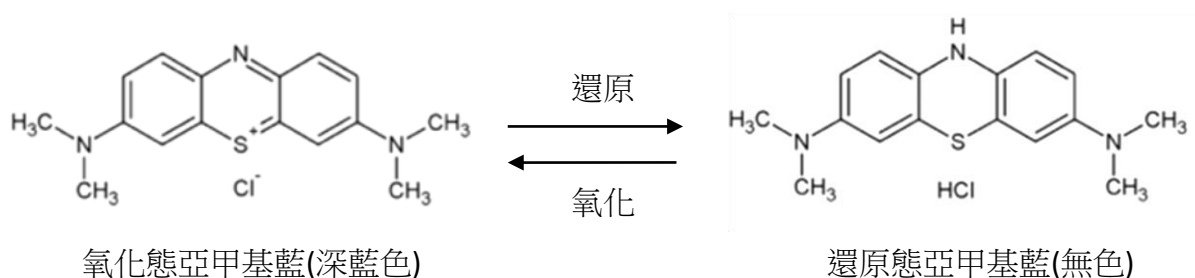 H
N
N
還原
H₃C
N
S⁺
N
CH₃
H₃C
N
S
N
CH₃
CH₃
Cl⁻
CH₃
CH₃
HCl
CH₃
氧化
氧化態亞甲基藍(深藍色)
還原態亞甲基藍(無色)